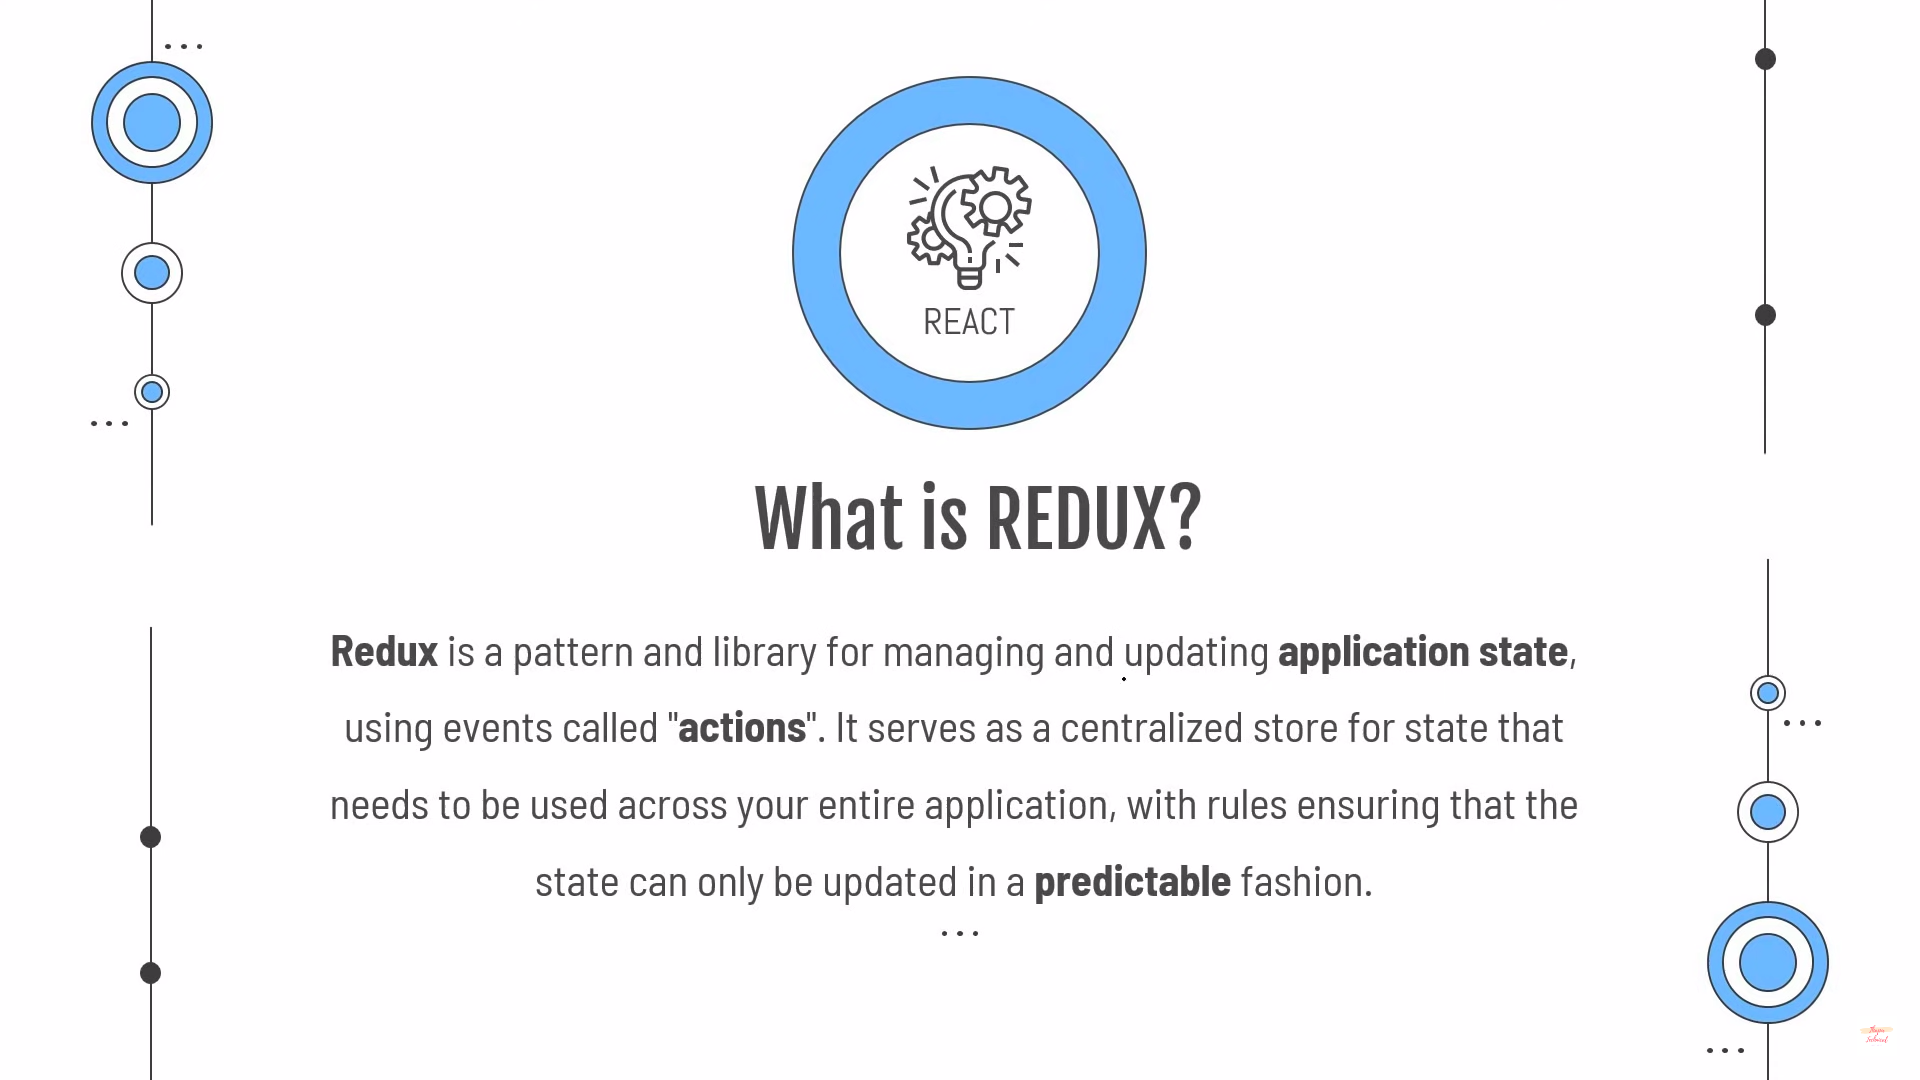 REACT
What is REDUX?
Redux is a pattern and library for managing and updating application state,
using events called "actions". It serves as a centralized store for state that
needs to be used across your entire application, with rules ensuring that the
state can only be updated in a predictable fashion.